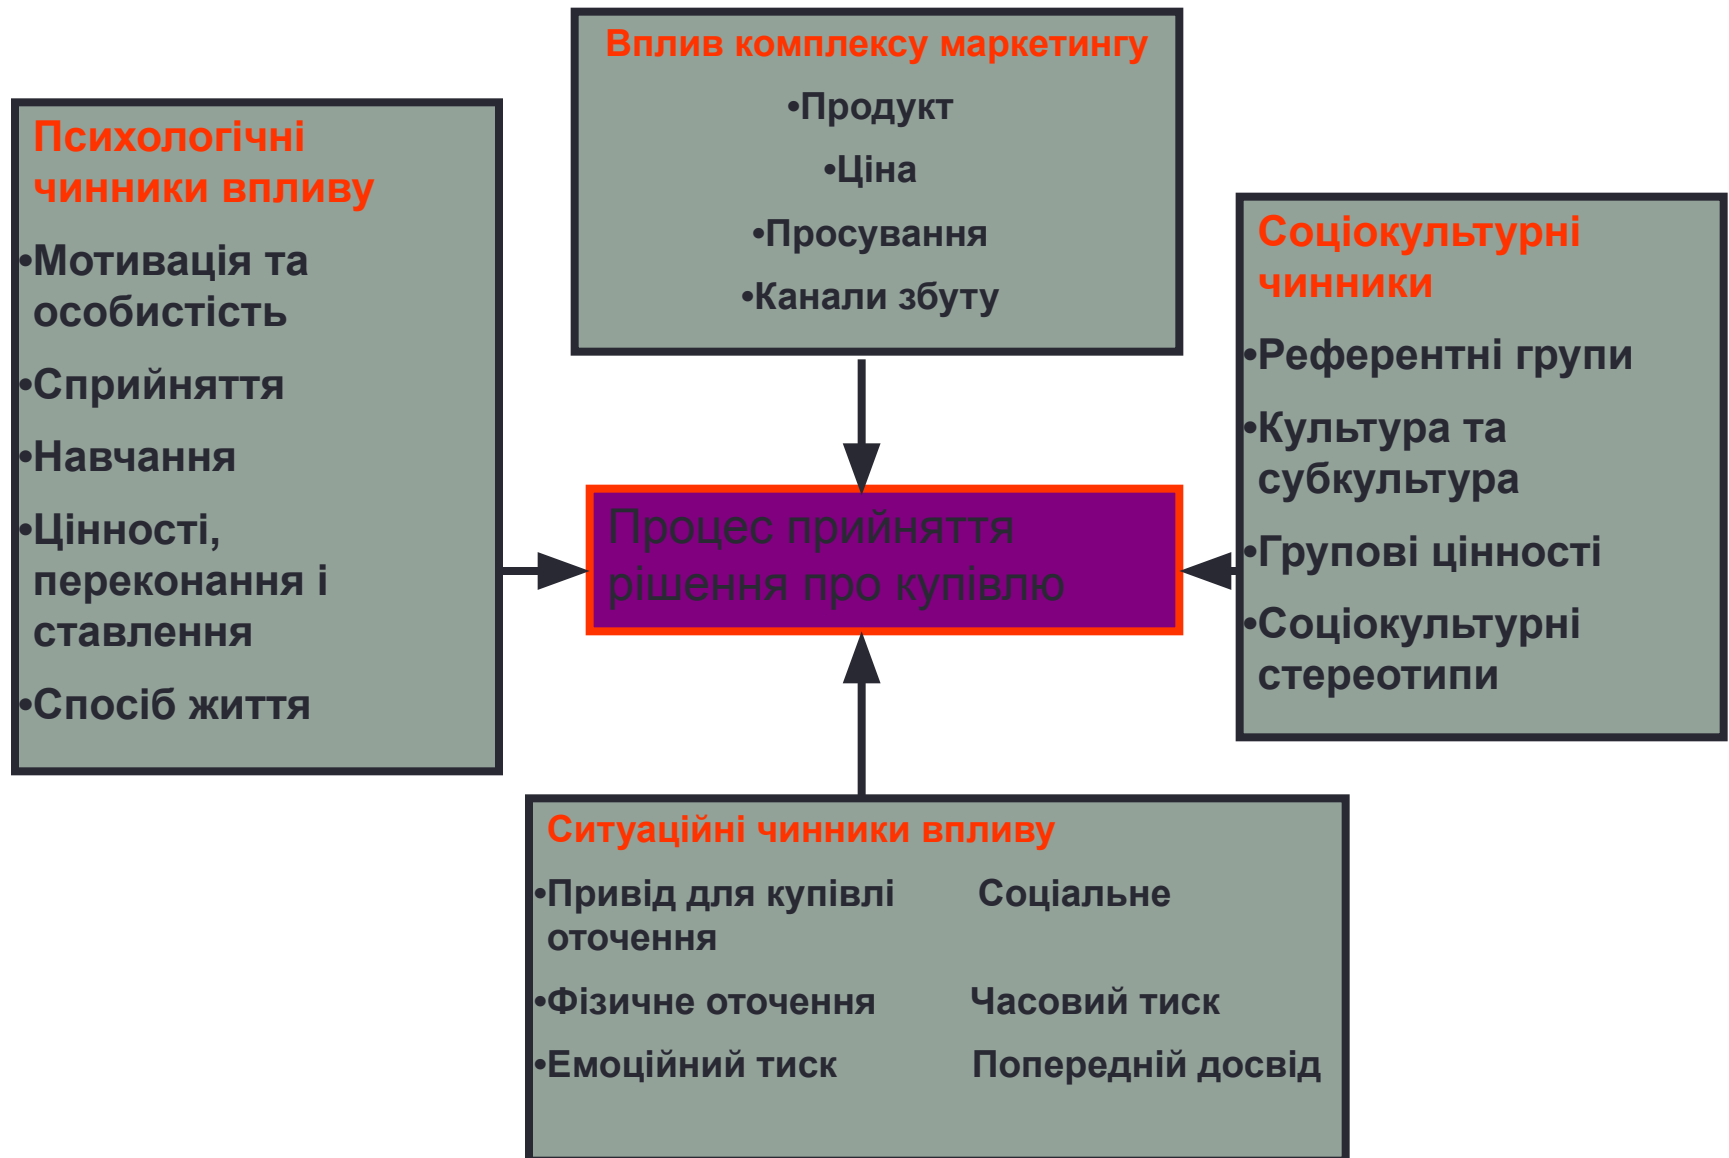 Вплив комплексу маркетингу
•Продукт
•Ціна
•Просування
•Канали збуту
Психологічні
чинники впливу
•Мотивація та
особистість
•Сприйняття
•Навчання
•Цінності,
переконання і
ставлення
•Спосіб життя
Соціокультурні
чинники
•Референтні групи
•Культура та
субкультура
•Групові цінності
•Соціокультурні
стереотипи
Процес прийняття
рішення про купівлю
Ситуаційні чинники впливу
•Привід для купівлі Соціальне
оточення
•Фізичне оточення Часовий тиск
•Емоційний тиск Попередній досвід